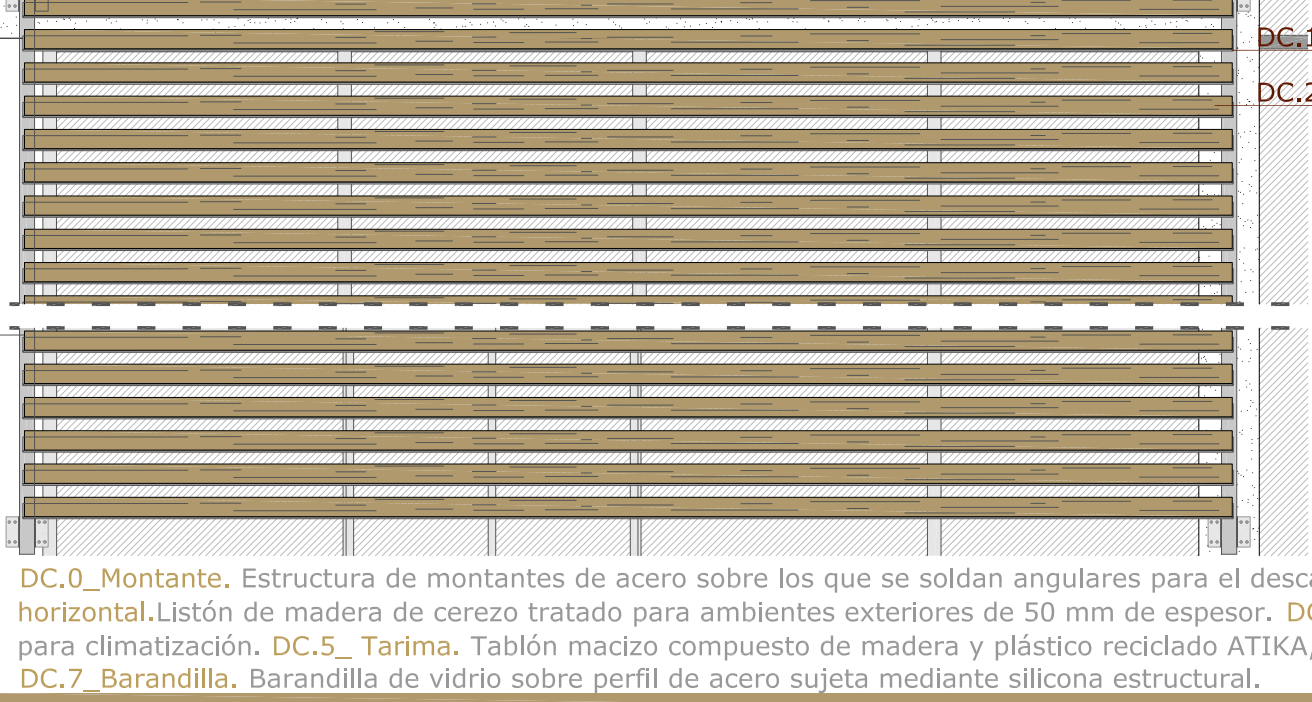 DC.1
DC.2
DC.0_Montante. Estructura de montantes de acero sobre los que se soldan angulares para el desca
horizontal.Listón de madera de cerezo tratado para ambientes exteriores de 50 mm de espesor. DC
para climatización. DC.5_ Tarima. Tablón macizo compuesto de madera y plástico reciclado ATIKA,
DC.7_Barandilla. Barandilla de vidrio sobre perfil de acero sujeta mediante silicona estructural.